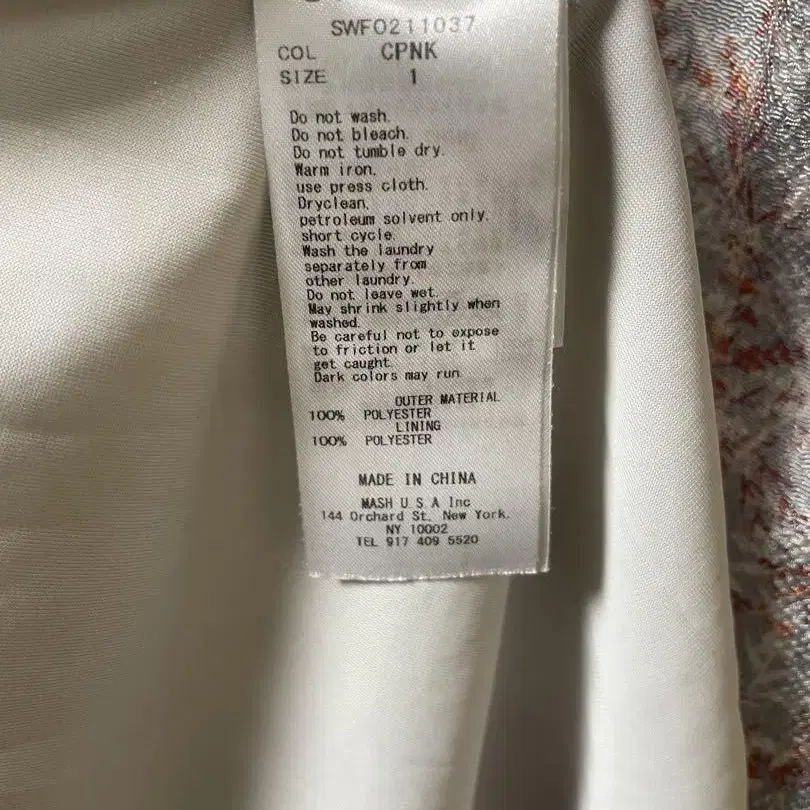 SWFO211037
COL CPNK
SIZE 1
Do not wash.
Do not bleach.
Do not tumble dry.
Warm iron,
use press cloth.
Dryclean,
petroleum solvent only.
short cycle.
Wash the laundry
separately from
other laundry.
Do not leave wet.
May shrink slightly when
washed.
Be careful not to expose
to friction or let it
get caught.
Dark colors may run
OUTER MATERIAL
100% POLYESTER
LINING
100% POLYESTER
MADE IN CHINA
MASH U S A Inc
144 Orchard St. New York.
NY 10002
TEL 917 409 5520